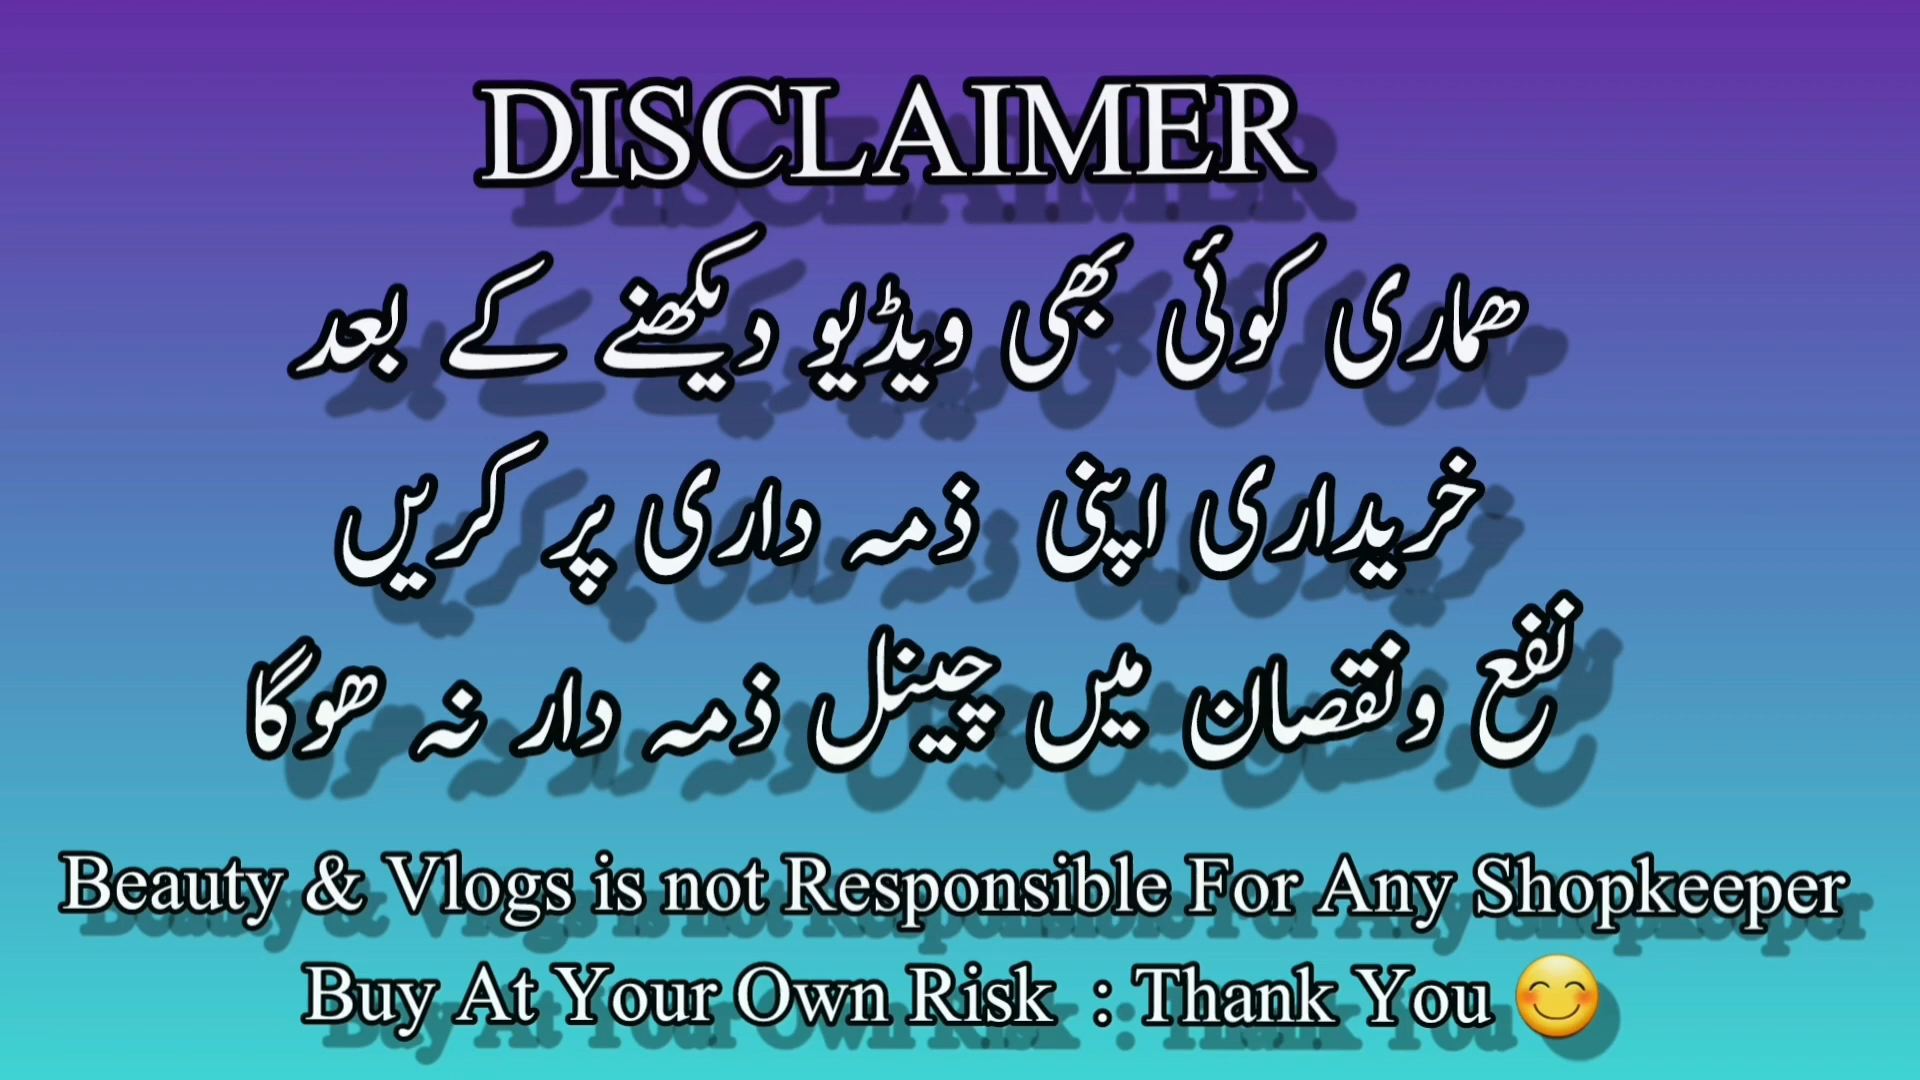 DISCLAIMER
ھماری کوئی بھی ویڈیو دیکھنے کے بعد
خریداری اپنی ذمہ داری پر کریں
نفع ونقصان میں چینل ذمہ دار نہ ھوگا
Beauty & Vlogs is not Responsible For Any Shopkeeper
Buy At Your Own Risk : Thank You 😊